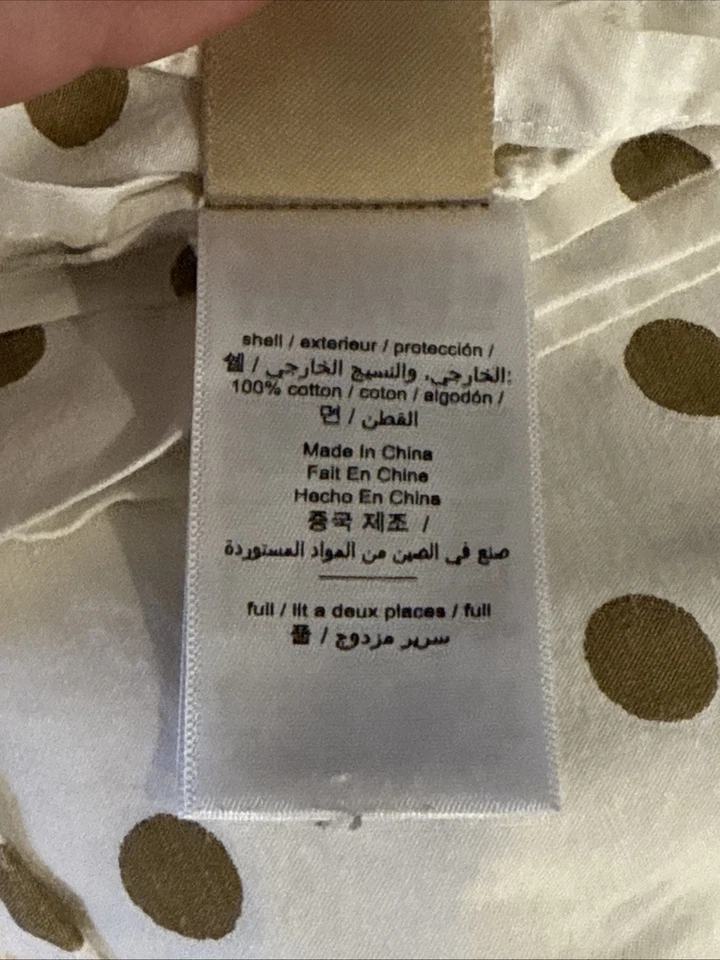 shell / exterieur / protección /
쉘 / الخارجي، والنسيج الخارجي:
100% cotton / coton / algodón /
면 / القطن
Made In China
Fait En Chine
Hecho En China
중국 제조 /
صنع في الصين من المواد المستوردة
full / lit a deux places / full
풀 / سرير مزدوج